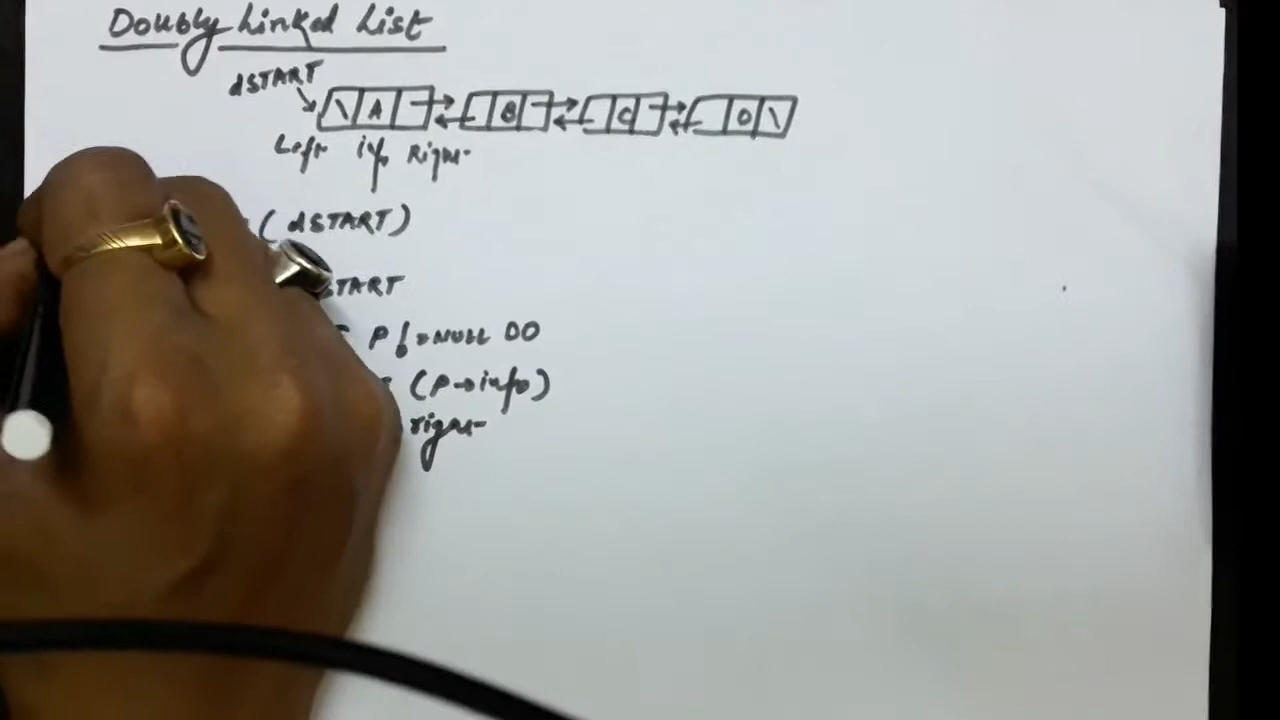 Doubly Linked List
dSTART
\ A B C D \
Left info Right
( dSTART)
START
P != NULL DO
(P→info)
right